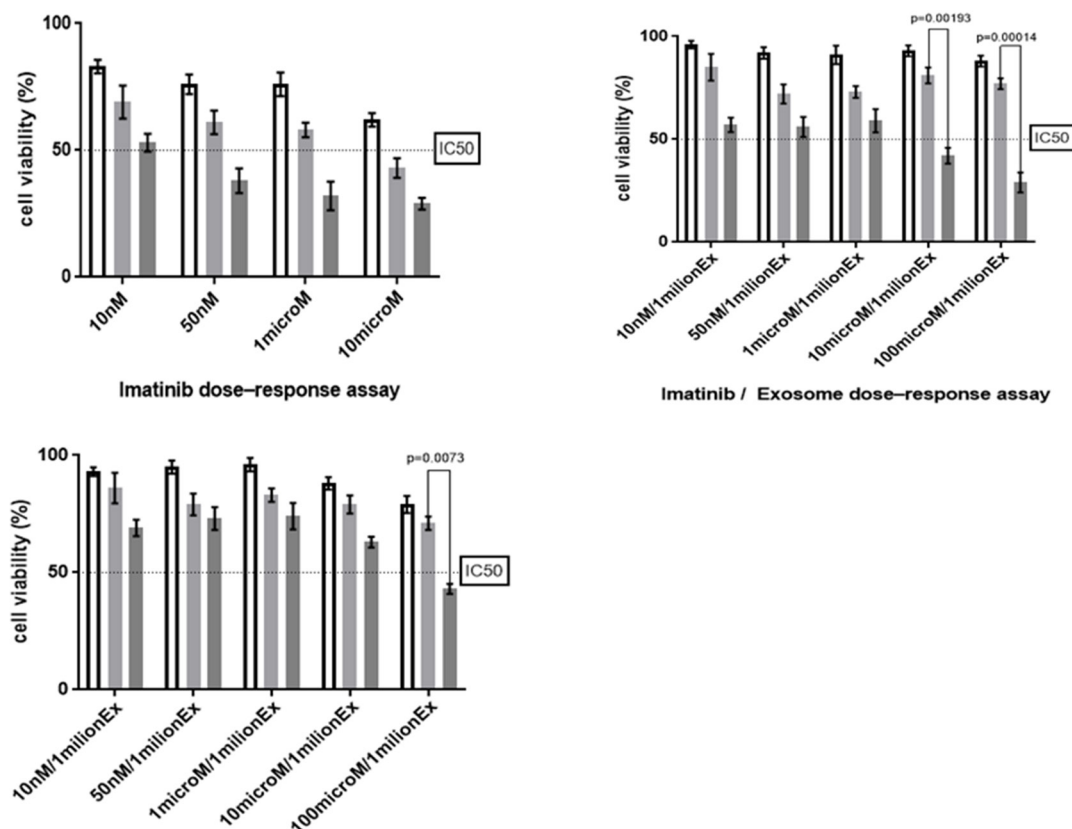 100
50
0
cell viability (%)
IC50
10nM
50nM
1microM
10microM
Imatinib dose–response assay
p=0.00193
p=0.00014
100
50
0
cell viability (%)
IC50
10nM/1milionEx
50nM/1milionEx
1microM/1milionEx
10microM/1milionEx
100microM/1milionEx
Imatinib / Exosome dose–response assay
p=0.0073
100
50
0
cell viability (%)
IC50
10nM/1milionEx
50nM/1milionEx
1microM/1milionEx
10microM/1milionEx
100microM/1milionEx